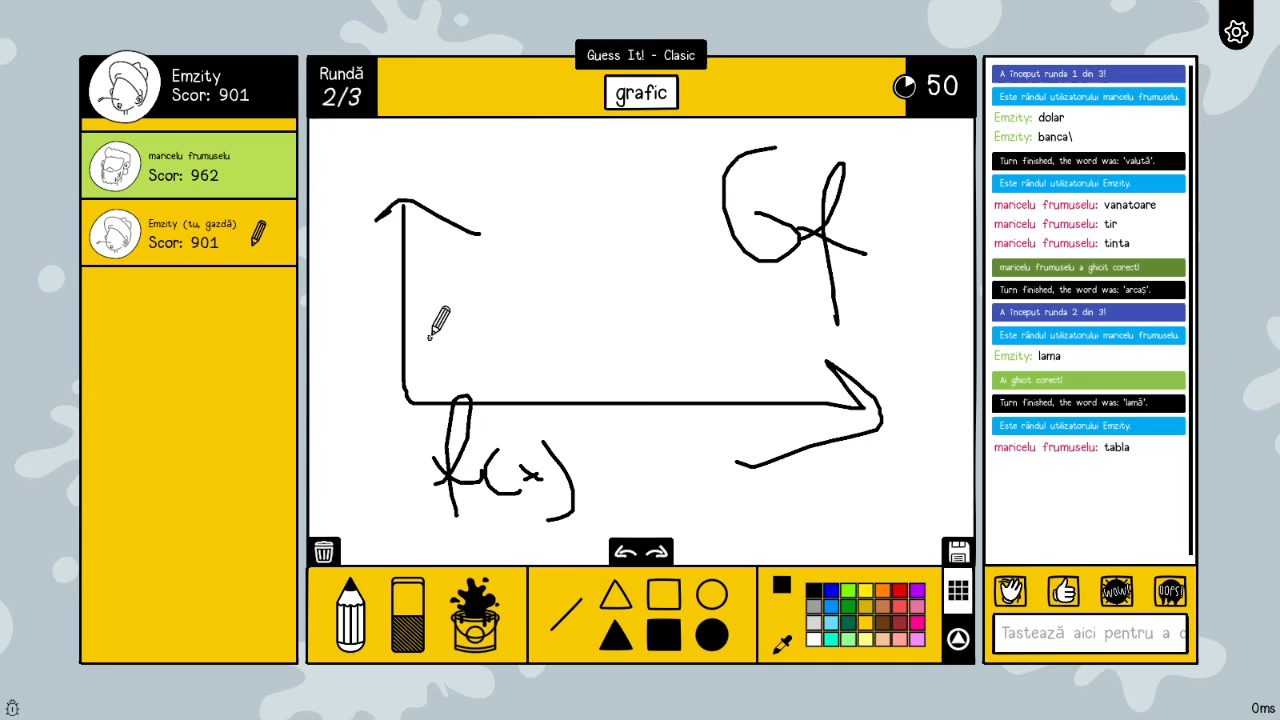 Guess It! - Clasic
Emzity
Scor: 901
Rundă
2/3
grafic
50
maricelu frumuselu
Scor: 962
Emzity (tu, gazdă)
Scor: 901
Gf
f(x)
A început runda 1 din 3!
Este rândul utilizatorului maricelu frumuselu.
Emzity: dolar
Emzity: banca\
Turn finished, the word was: 'valută'.
Este rândul utilizatorului Emzity.
maricelu frumuselu: vanatoare
maricelu frumuselu: tir
maricelu frumuselu: tinta
maricelu frumuselu a ghicit corect!
Turn finished, the word was: 'arcaș'.
A început runda 2 din 3!
Este rândul utilizatorului maricelu frumuselu.
Emzity: lama
Ai ghicit corect!
Turn finished, the word was: 'lamă'.
Este rândul utilizatorului Emzity.
maricelu frumuselu: tabla
WOW!
OOPS!
Tastează aici pentru a
0ms